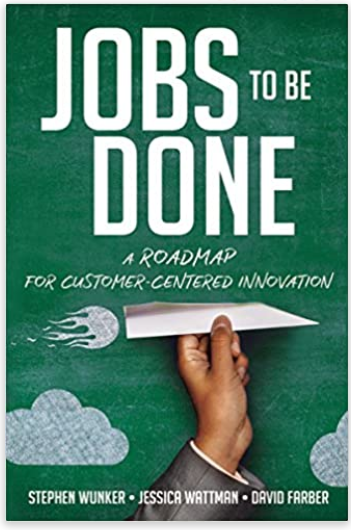 JOBS TO BE
DONE
A ROADMAP
FOR CUSTOMER-CENTERED INNOVATION
STEPHEN WUNKER • JESSICA WATTMAN • DAVID FARBER